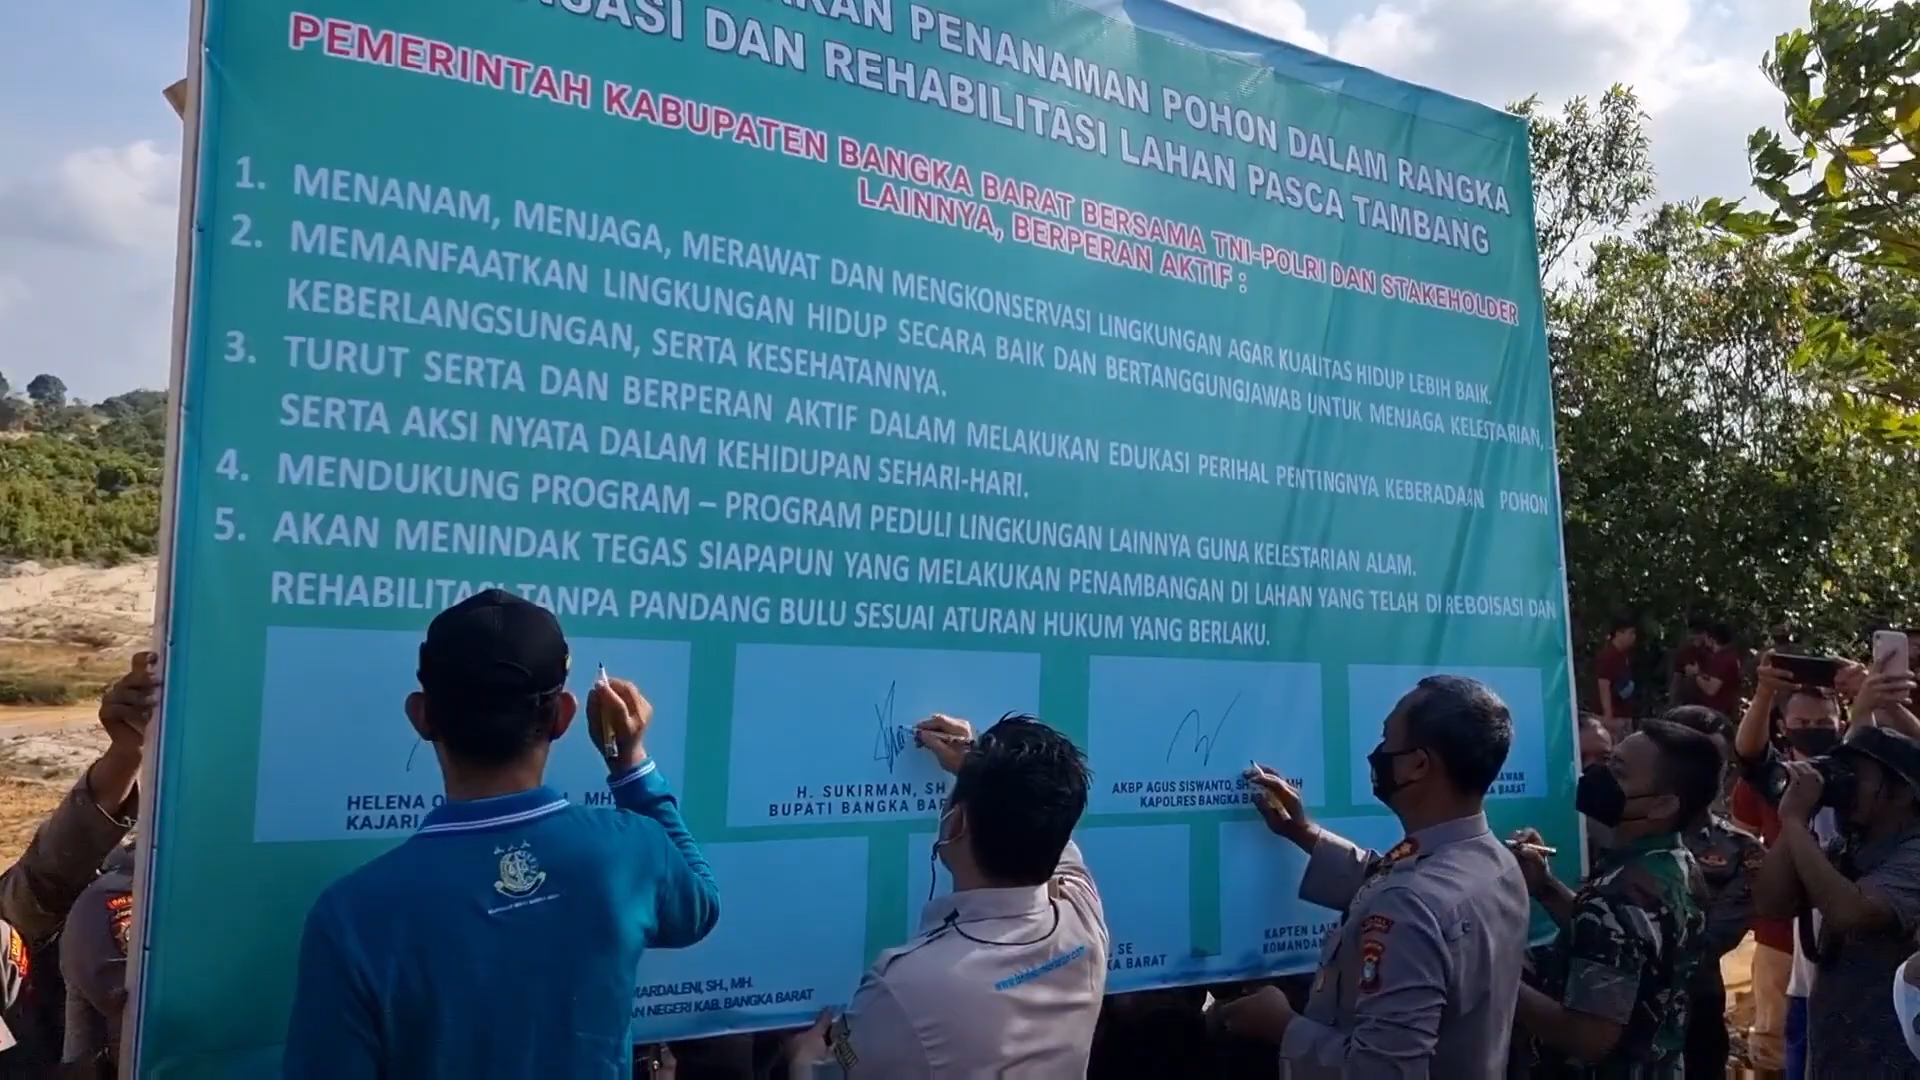 PENANAMAN POHON DALAM RANGKA
DAN REHABILITASI LAHAN PASCA TAMBANG
PEMERINTAH KABUPATEN BANGKA BARAT BERSAMA TNI-POLRI DAN STAKEHOLDER
LAINNYA, BERPERAN AKTIF :
1. MENANAM, MENJAGA, MERAWAT DAN MENGKONSERVASI LINGKUNGAN AGAR KUALITAS HIDUP LEBIH BAIK.
2. MEMANFAATKAN LINGKUNGAN HIDUP SECARA BAIK DAN BERTANGGUNGJAWAB UNTUK MENJAGA KELESTARIAN,
KEBERLANGSUNGAN, SERTA KESEHATANNYA.
3. TURUT SERTA DAN BERPERAN AKTIF DALAM MELAKUKAN EDUKASI PERIHAL PENTINGNYA KEBERADAAN POHON
SERTA AKSI NYATA DALAM KEHIDUPAN SEHARI-HARI.
4. MENDUKUNG PROGRAM – PROGRAM PEDULI LINGKUNGAN LAINNYA GUNA KELESTARIAN ALAM.
5. AKAN MENINDAK TEGAS SIAPAPUN YANG MELAKUKAN PENAMBANGAN DI LAHAN YANG TELAH DI REBOISASI DAN
REHABILITASI TANPA PANDANG BULU SESUAI ATURAN HUKUM YANG BERLAKU.
HELENA
KAJARI
H. SUKIRMAN, SH
BUPATI BANGKA
AKBP AGUS SISWANTO, SH MH
KAPOLRES BANGKA
BARAT
MARDALENI, SH., MH.
NEGERI KAB. BANGKA BARAT
SE
BARAT
KAPTEN